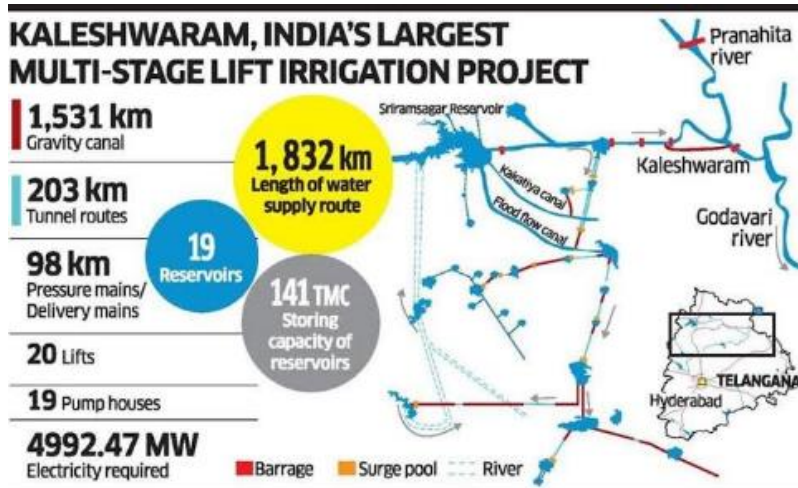 KALESHWARAM, INDIA'S LARGEST
MULTI-STAGE LIFT IRRIGATION PROJECT
1,531 km
Gravity canal
203 km
Tunnel routes
98 km
Pressure mains/
Delivery mains
20 Lifts
19 Pump houses
4992.47 MW
Electricity required
1, 832 km
Length of water
supply route
19
Reservoirs
141 TMC
Storing
capacity of
reservoirs
Sriramsagar Reservoir
Kakatiya canal
Flood flow canal
Pranahita
river
Kaleshwaram
Godavari
river
TELANGANA
Hyderabad
Barrage
Surge pool
River